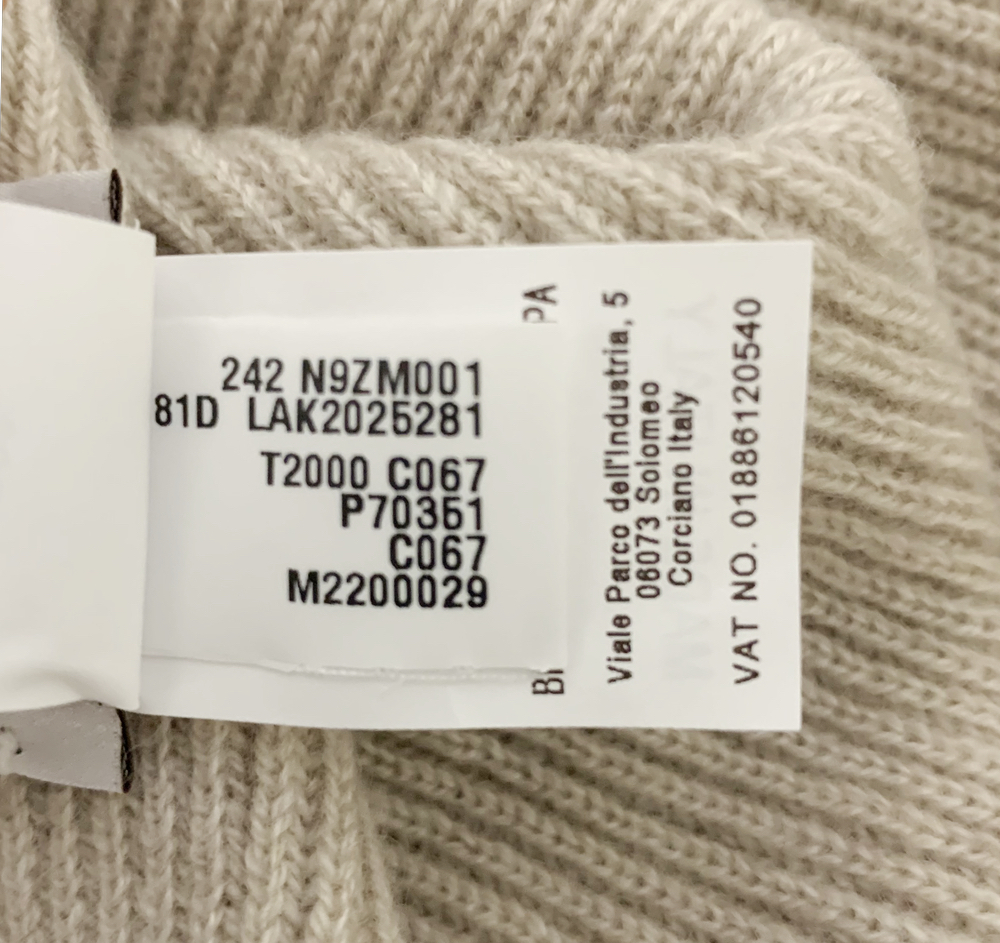 242 N9ZM001
81D LAK2025281
T2000 C067
P70351
C067
M2200029
PA
Viale Parco dell'Industria, 5
06073 Solomeo
Corciano Italy
VAT NO. 01886120540